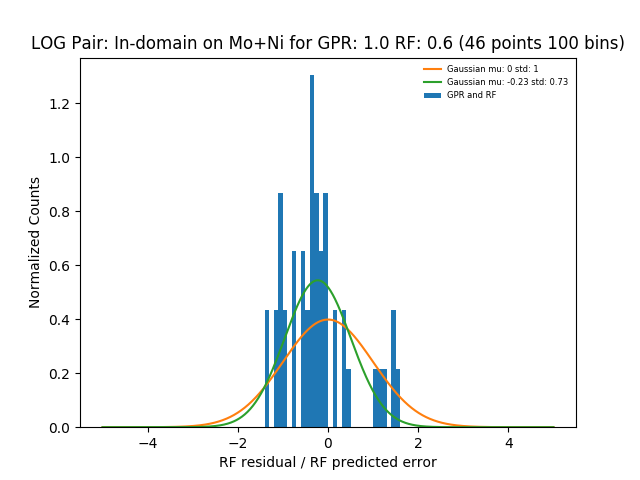 LOG Pair: In-domain on Mo+Ni for GPR: 1.0 RF: 0.6 (46 points 100 bins)
Gaussian mu: 0 std: 1
Gaussian mu: -0.23 std: 0.73
GPR and RF
Normalized Counts
1.2
1.0
0.8
0.6
0.4
0.2
0.0
−4 −2 0 2 4
RF residual / RF predicted error